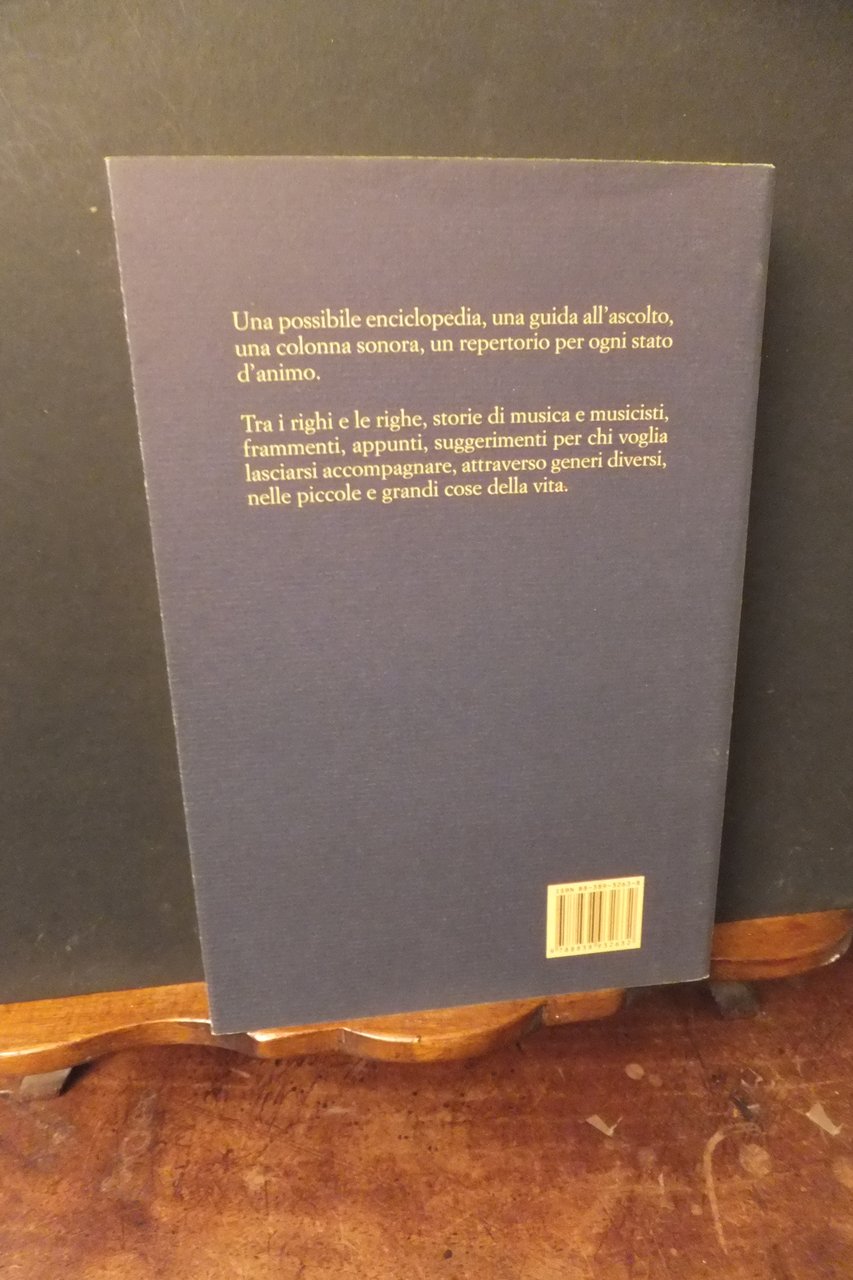 Una possibile enciclopedia, una guida all'ascolto,
una colonna sonora, un repertorio per ogni stato
d'animo.
Tra i righi e le righe, storie di musica e musicisti,
frammenti, appunti, suggerimenti per chi voglia
lasciarsi accompagnare, attraverso generi diversi,
nelle piccole e grandi cose della vita.
ISBN